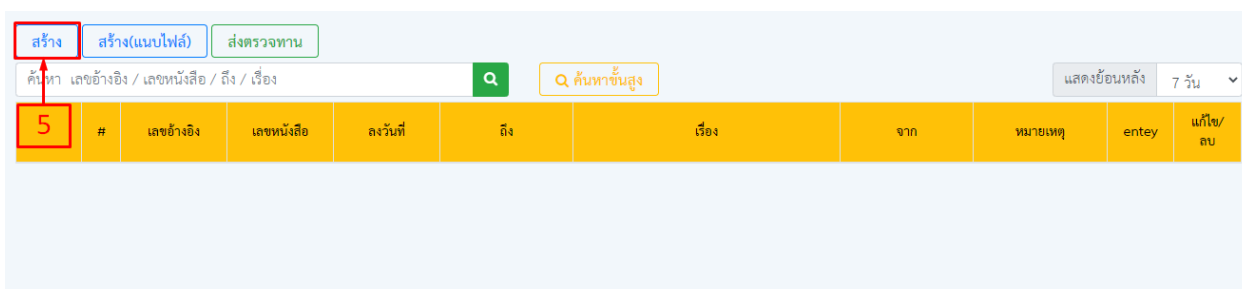 สร้าง สร้าง(แนบไฟล์) ส่งตรวจทาน
ค้นหา เลขอ้างอิง / เลขหนังสือ / ถึง / เรื่อง ค้นหาขั้นสูง แสดงย้อนหลัง 7 วัน
5 # เลขอ้างอิง เลขหนังสือ ลงวันที่ ถึง เรื่อง จาก หมายเหตุ entey แก้ไข/
ลบ